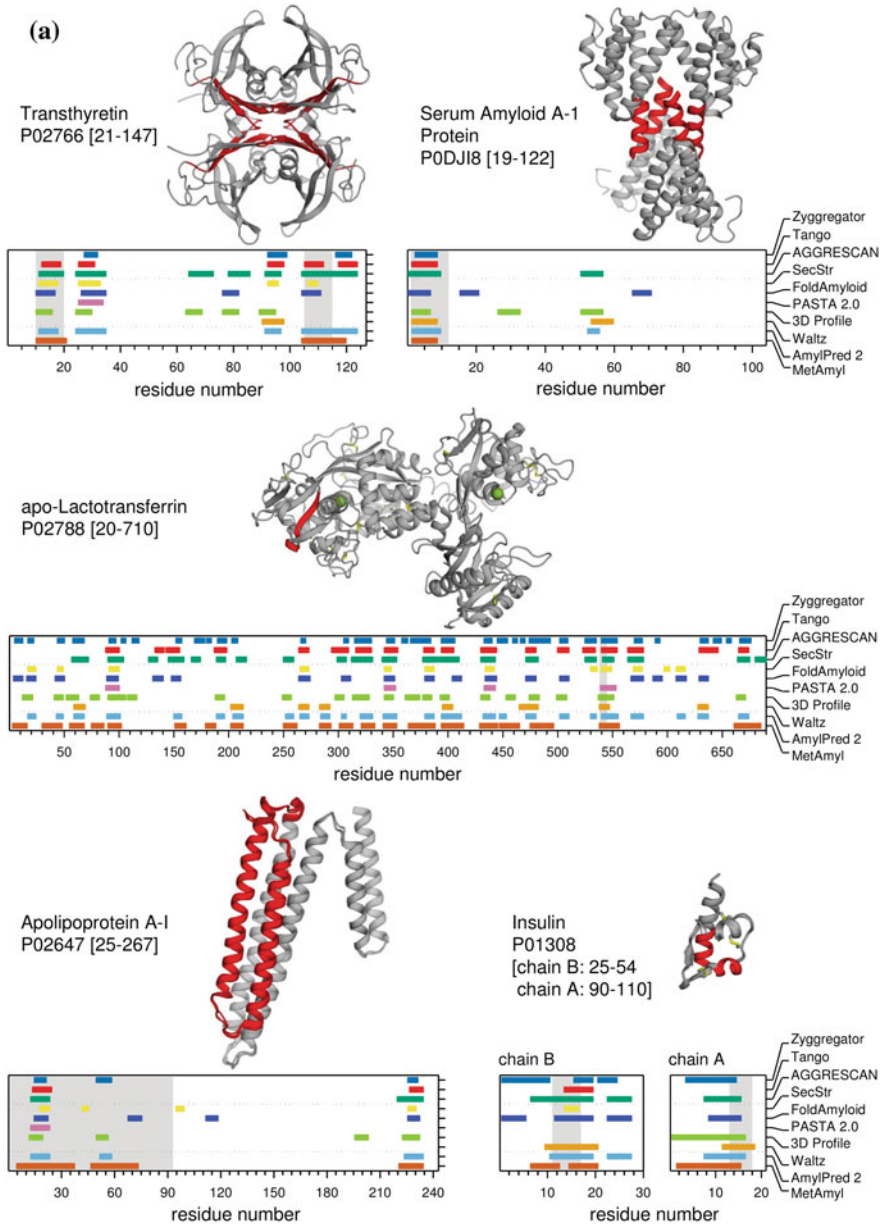 (a)
Transthyretin
P02766 [21-147]
Serum Amyloid A-1
Protein
P0DJI8 [19-122]
Zyggregator
Tango
AGGRESCAN
SecStr
FoldAmyloid
PASTA 2.0
3D Profile
Waltz
AmylPred 2
MetAmyl
20 40 60 80 100 120
residue number
20 40 60 80 100
residue number
apo-Lactotransferrin
P02788 [20-710]
Zyggregator
Tango
AGGRESCAN
SecStr
FoldAmyloid
PASTA 2.0
3D Profile
Waltz
AmylPred 2
MetAmyl
50 100 150 200 250 300 350 400 450 500 550 600 650
residue number
Apolipoprotein A-I
P02647 [25-267]
Insulin
P01308
[chain B: 25-54
chain A: 90-110]
chain B
chain A
Zyggregator
Tango
AGGRESCAN
SecStr
FoldAmyloid
PASTA 2.0
3D Profile
Waltz
AmylPred 2
MetAmyl
30 60 90 120 150 180 210 240
residue number
10 20 30
10 20
residue number